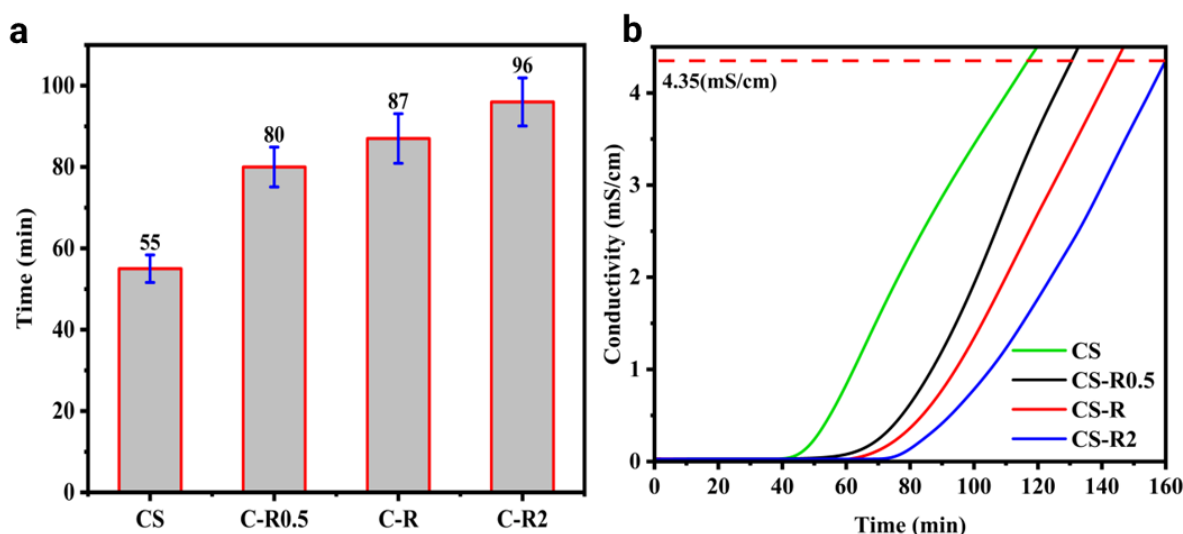 a
Time (min)
100
80
60
40
20
0
55
80
87
96
CS
C-R0.5
C-R
C-R2
b
Conductivity (mS/cm)
4
3
2
1
0
4.35(mS/cm)
CS
CS-R0.5
CS-R
CS-R2
0 20 40 60 80 100 120 140 160
Time (min)